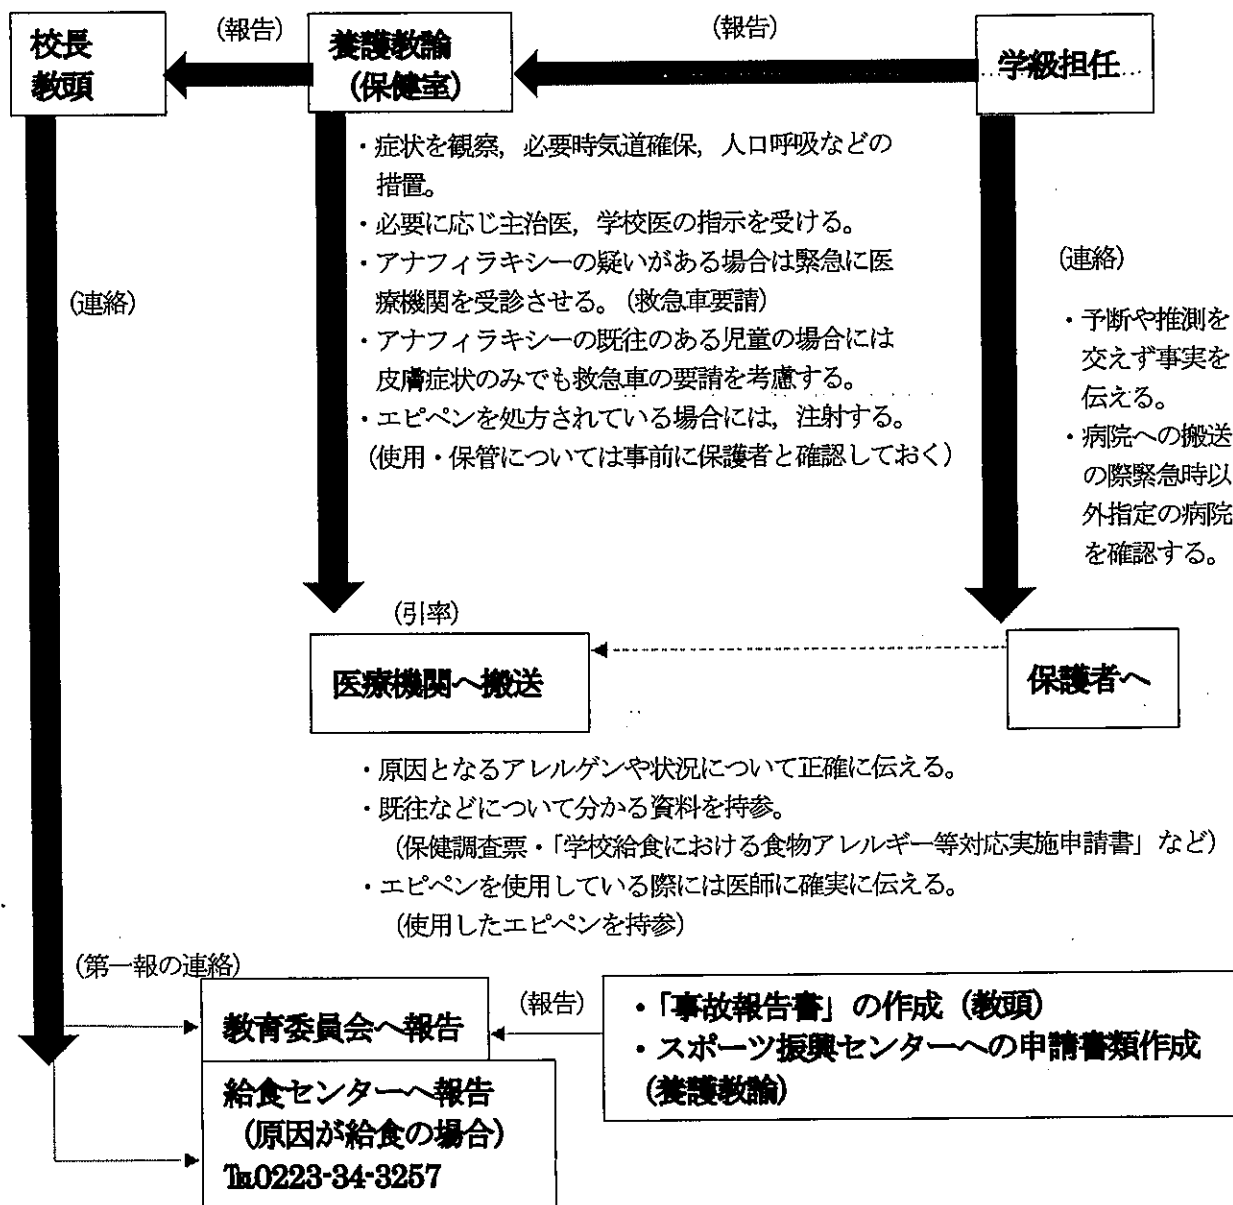 (報告)
(報告)
校長
教頭
養護教諭
(保健室)
学級担任
・症状を観察，必要時気道確保，人口呼吸などの
措置。
・必要に応じ主治医，学校医の指示を受ける。
・アナフィラキシーの疑いがある場合は緊急に医
療機関を受診させる。(救急車要請)
・アナフィラキシーの既往のある児童の場合には
皮膚症状のみでも救急車の要請を考慮する。
・エピペンを処方されている場合には，注射する。
(使用・保管については事前に保護者と確認しておく)
(連絡)
(連絡)
・予断や推測を
交えず事実を
伝える。
・病院への搬送
の際緊急時以
外指定の病院
を確認する。
(引率)
医療機関へ搬送
保護者へ
・原因となるアレルゲンや状況について正確に伝える。
・既往などについて分かる資料を持参。
(保健調査票・「学校給食における食物アレルギー等対応実施申請書」など)
・エピペンを使用している際には医師に確実に伝える。
(使用したエピペンを持参)
(第一報の連絡)
教育委員会へ報告
(報告)
・「事故報告書」の作成（教頭）
・スポーツ振興センターへの申請書類作成
(養護教諭)
給食センターへ報告
(原因が給食の場合)
℡0223-34-3257